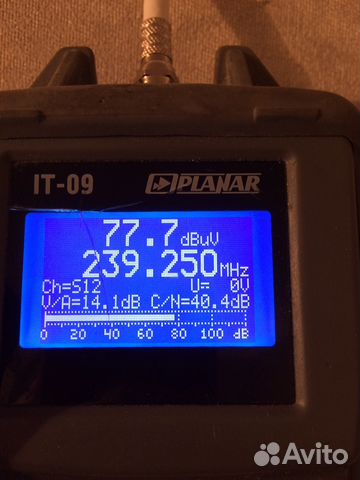 IT-09 PLANAR
77.7 dBuV
239.250 MHz
Ch=S12 U= 0V
V/A=14.1dB C/N=40.4dB
0 20 40 60 80 100 dB
Avito